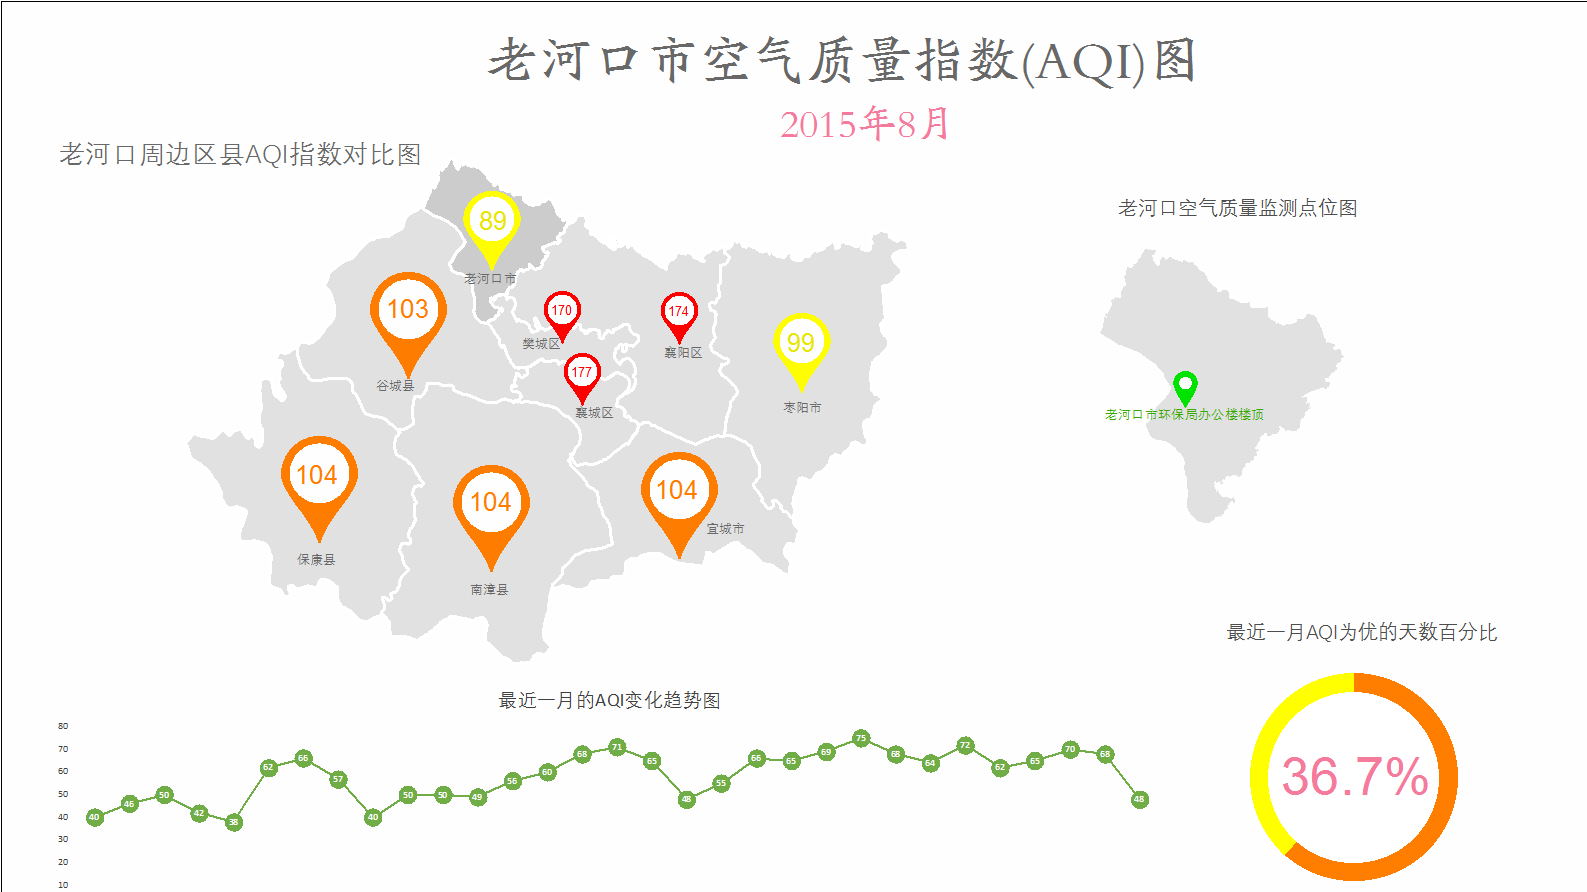 老河口市空气质量指数(AQI)图
2015年8月
老河口周边区县AQI指数对比图
89
老河口市
103
谷城县
170
樊城区
174
襄阳区
177
襄城区
99
枣阳市
104
保康县
104
南漳县
104
宜城市
老河口空气质量监测点位图
老河口市环保局办公楼楼顶
最近一月的AQI变化趋势图
80
70
60
50
40
30
20
10
40 46 50 42 38 62 66 57 40 50 50 49 56 60 68 71 65 48 55 66 65 69 75 68 64 72 62 65 70 68 48
最近一月AQI为优的天数百分比
36.7%